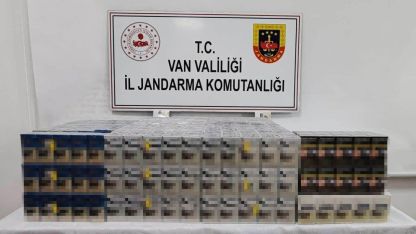 T.C.
VAN VALİLİĞİ
İL JANDARMA KOMUTANLIĞI